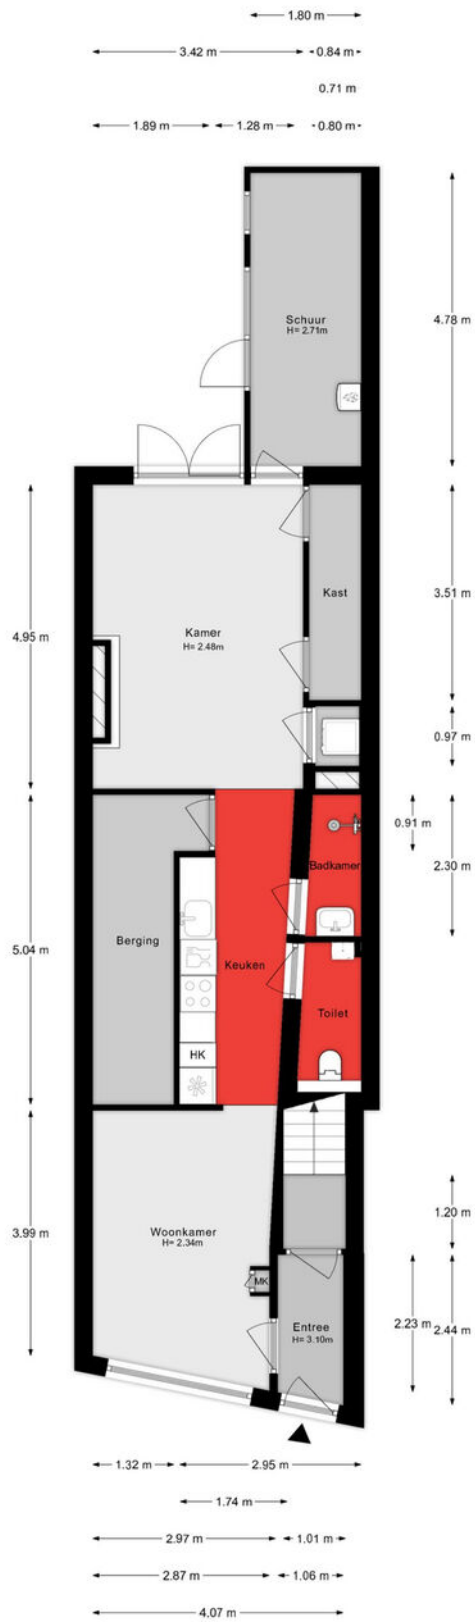 1.80 m
3.42 m 0.84 m
0.71 m
1.89 m 1.28 m 0.80 m
Schuur
H= 2.71m
4.78 m
Kast
3.51 m
Kamer
H= 2.48m
4.95 m
0.97 m
0.91 m
Badkamer
2.30 m
Berging
5.04 m
Keuken
Toilet
HK
1.20 m
Woonkamer
H= 2.34m
3.99 m
MK
Entree
H= 3.10m
2.23 m 2.44 m
1.32 m 2.95 m
1.74 m
2.97 m 1.01 m
2.87 m 1.06 m
4.07 m